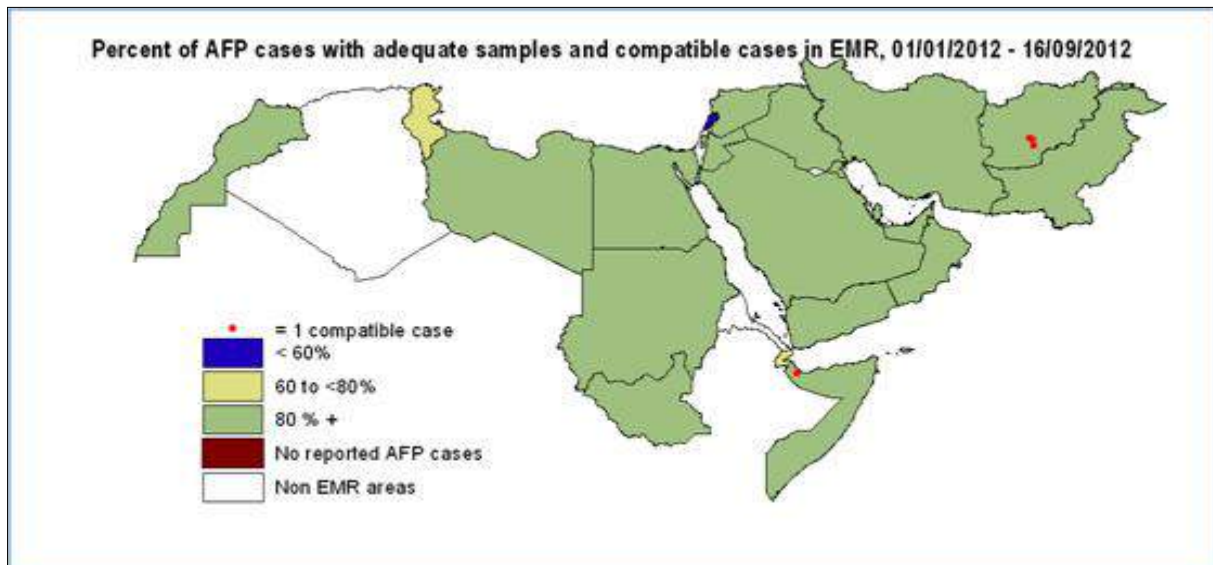 Percent of AFP cases with adequate samples and compatible cases in EMR, 01/01/2012 - 16/09/2012
= 1 compatible case
< 60%
60 to <80%
80 % +
No reported AFP cases
Non EMR areas